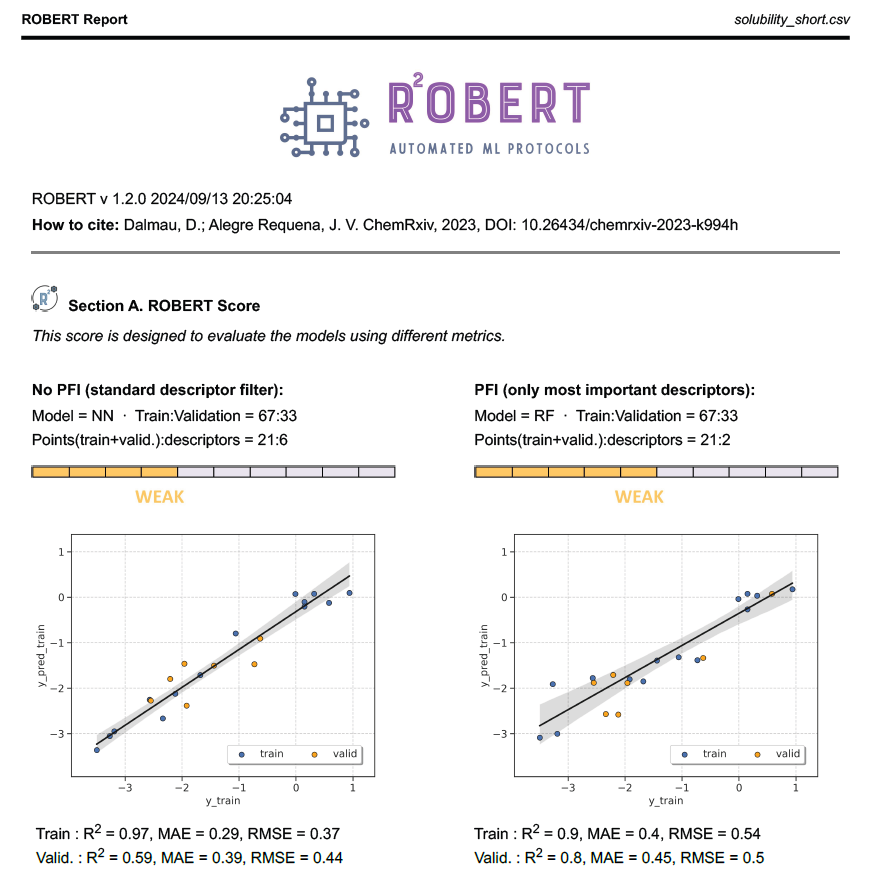 ROBERT Report
solubility_short.csv
R²OBERT
AUTOMATED ML PROTOCOLS
ROBERT v 1.2.0 2024/09/13 20:25:04
How to cite: Dalmau, D.; Alegre Requena, J. V. ChemRxiv, 2023, DOI: 10.26434/chemrxiv-2023-k994h
R²
Section A. ROBERT Score
This score is designed to evaluate the models using different metrics.
No PFI (standard descriptor filter):
Model = NN · Train:Validation = 67:33
Points(train+valid.):descriptors = 21:6
WEAK
1
0
−1
−2
−3
y_pred_train
train
valid
−3
−2
−1
0
1
y_train
Train : R² = 0.97, MAE = 0.29, RMSE = 0.37
Valid. : R² = 0.59, MAE = 0.39, RMSE = 0.44
PFI (only most important descriptors):
Model = RF · Train:Validation = 67:33
Points(train+valid.):descriptors = 21:2
WEAK
1
0
−1
−2
−3
y_pred_train
train
valid
−3
−2
−1
0
1
y_train
Train : R² = 0.9, MAE = 0.4, RMSE = 0.54
Valid. : R² = 0.8, MAE = 0.45, RMSE = 0.5